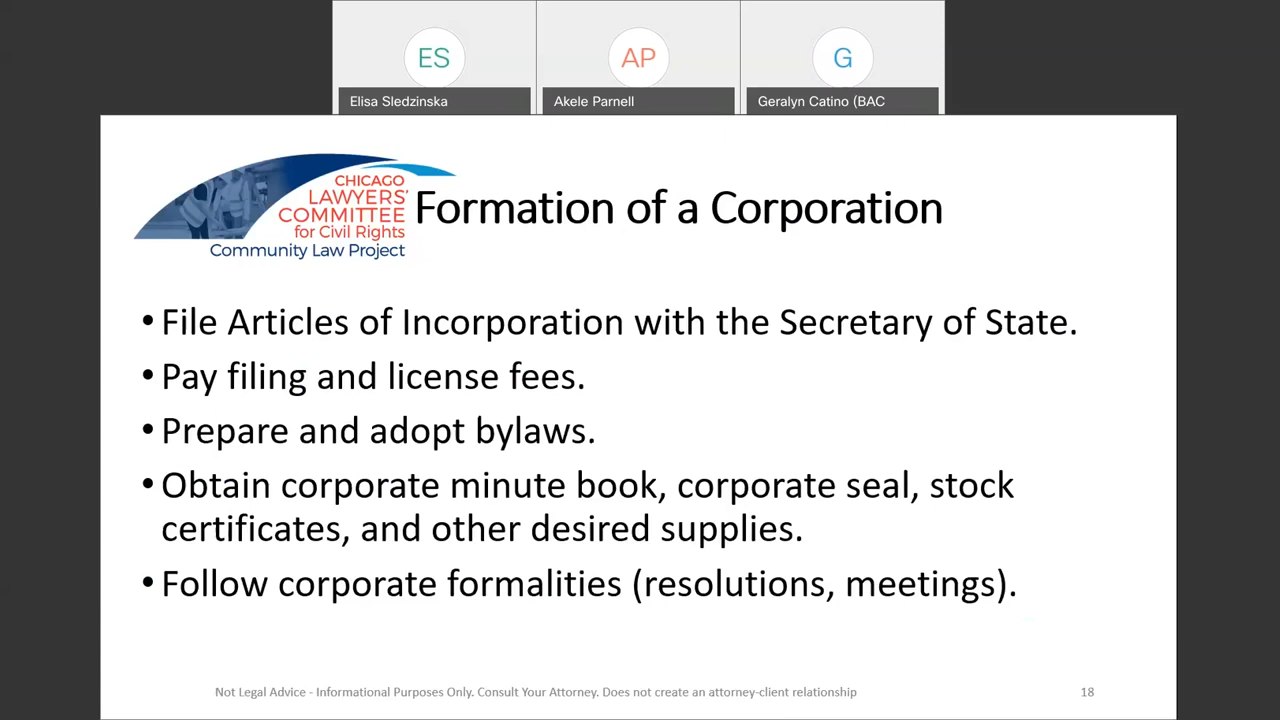 ES
AP
G
Elisa Sledzinska
Akele Parnell
Geralyn Catino (BAC
CHICAGO
LAWYERS'
COMMITTEE
for Civil Rights
Community Law Project
Formation of a Corporation
•File Articles of Incorporation with the Secretary of State.
•Pay filing and license fees.
•Prepare and adopt bylaws.
•Obtain corporate minute book, corporate seal, stock
certificates, and other desired supplies.
•Follow corporate formalities (resolutions, meetings).
Not Legal Advice - Informational Purposes Only. Consult Your Attorney. Does not create an attorney-client relationship
18